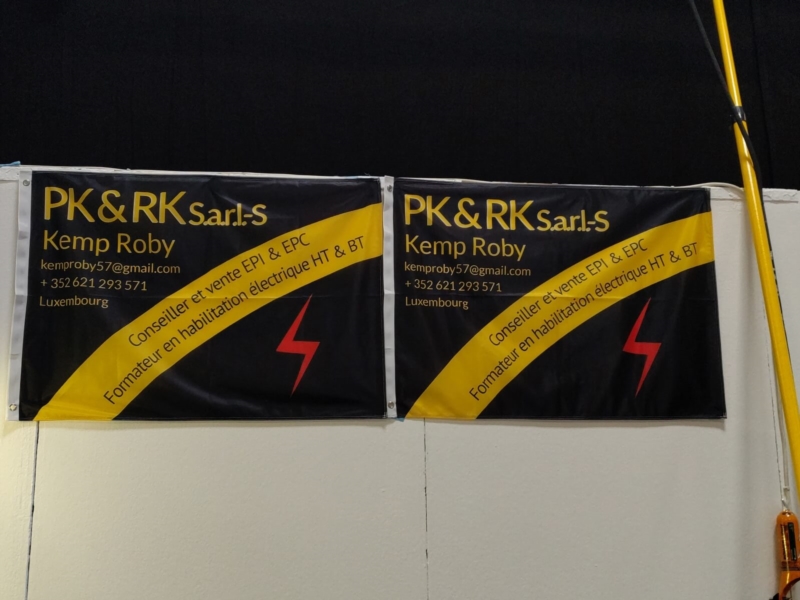 PK & RK S.a.r.l.-S
Kemp Roby
kemproby57@gmail.com
+ 352 621 293 571
Luxembourg
Conseiller et vente EPI & EPC
Formateur en habilitation électrique HT & BT
PK & RK S.a.r.l.-S
Kemp Roby
kemproby57@gmail.com
+ 352 621 293 571
Luxembourg
Conseiller et vente EPI & EPC
Formateur en habilitation électrique HT & BT